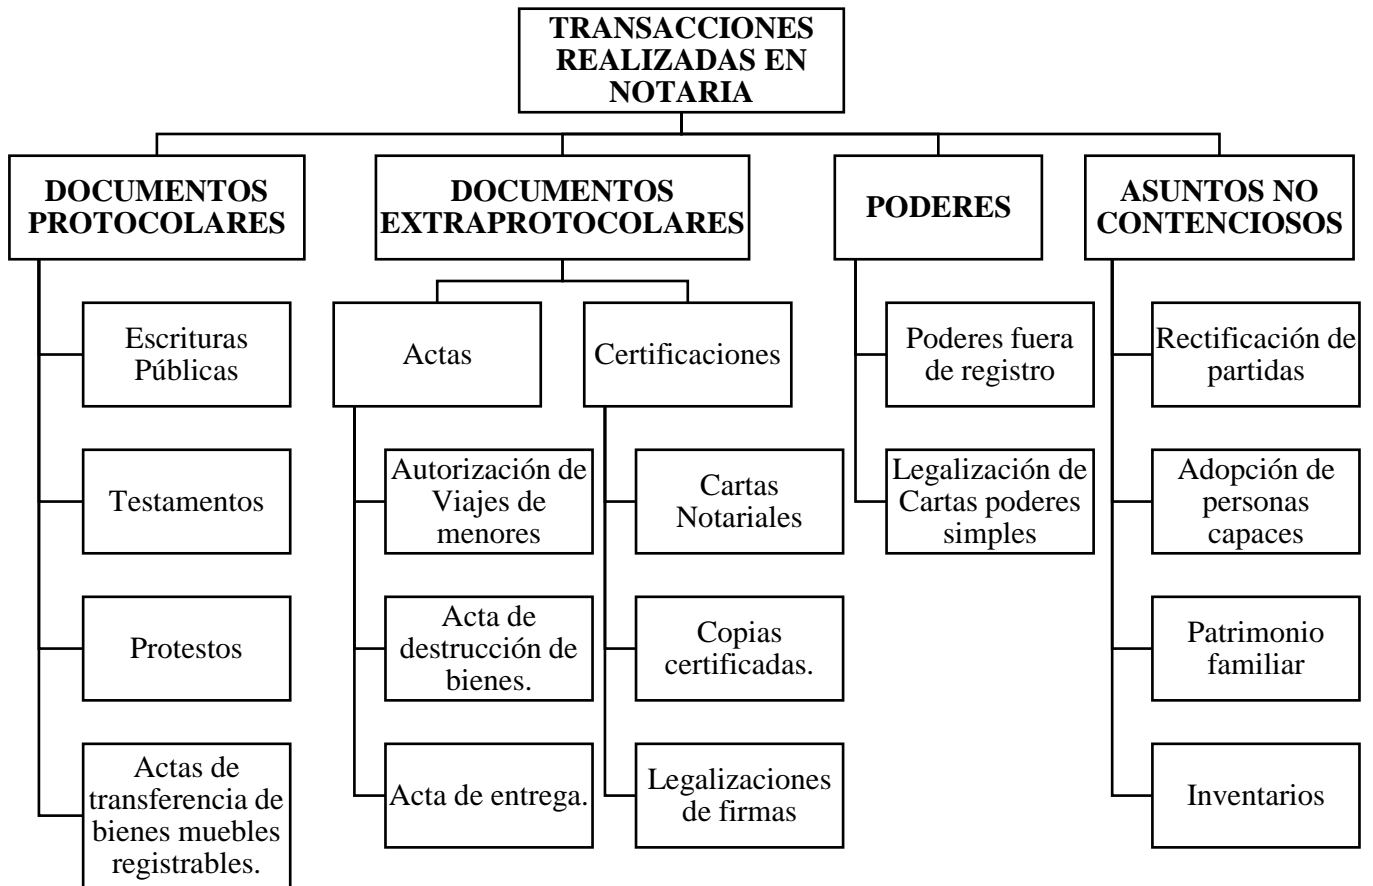 TRANSACCIONES
REALIZADAS EN
NOTARIA
DOCUMENTOS
PROTOCOLARES
Escrituras
Públicas
Testamentos
Protestos
Actas de
transferencia de
bienes muebles
registrables.
DOCUMENTOS
EXTRAPROTOCOLARES
Actas
Autorización de
Viajes de
menores
Acta de
destrucción de
bienes.
Acta de entrega.
Certificaciones
Cartas
Notariales
Copias
certificadas.
Legalizaciones
de firmas
PODERES
Poderes fuera
de registro
Legalización de
Cartas poderes
simples
ASUNTOS NO
CONTENCIOSOS
Rectificación de
partidas
Adopción de
personas
capaces
Patrimonio
familiar
Inventarios